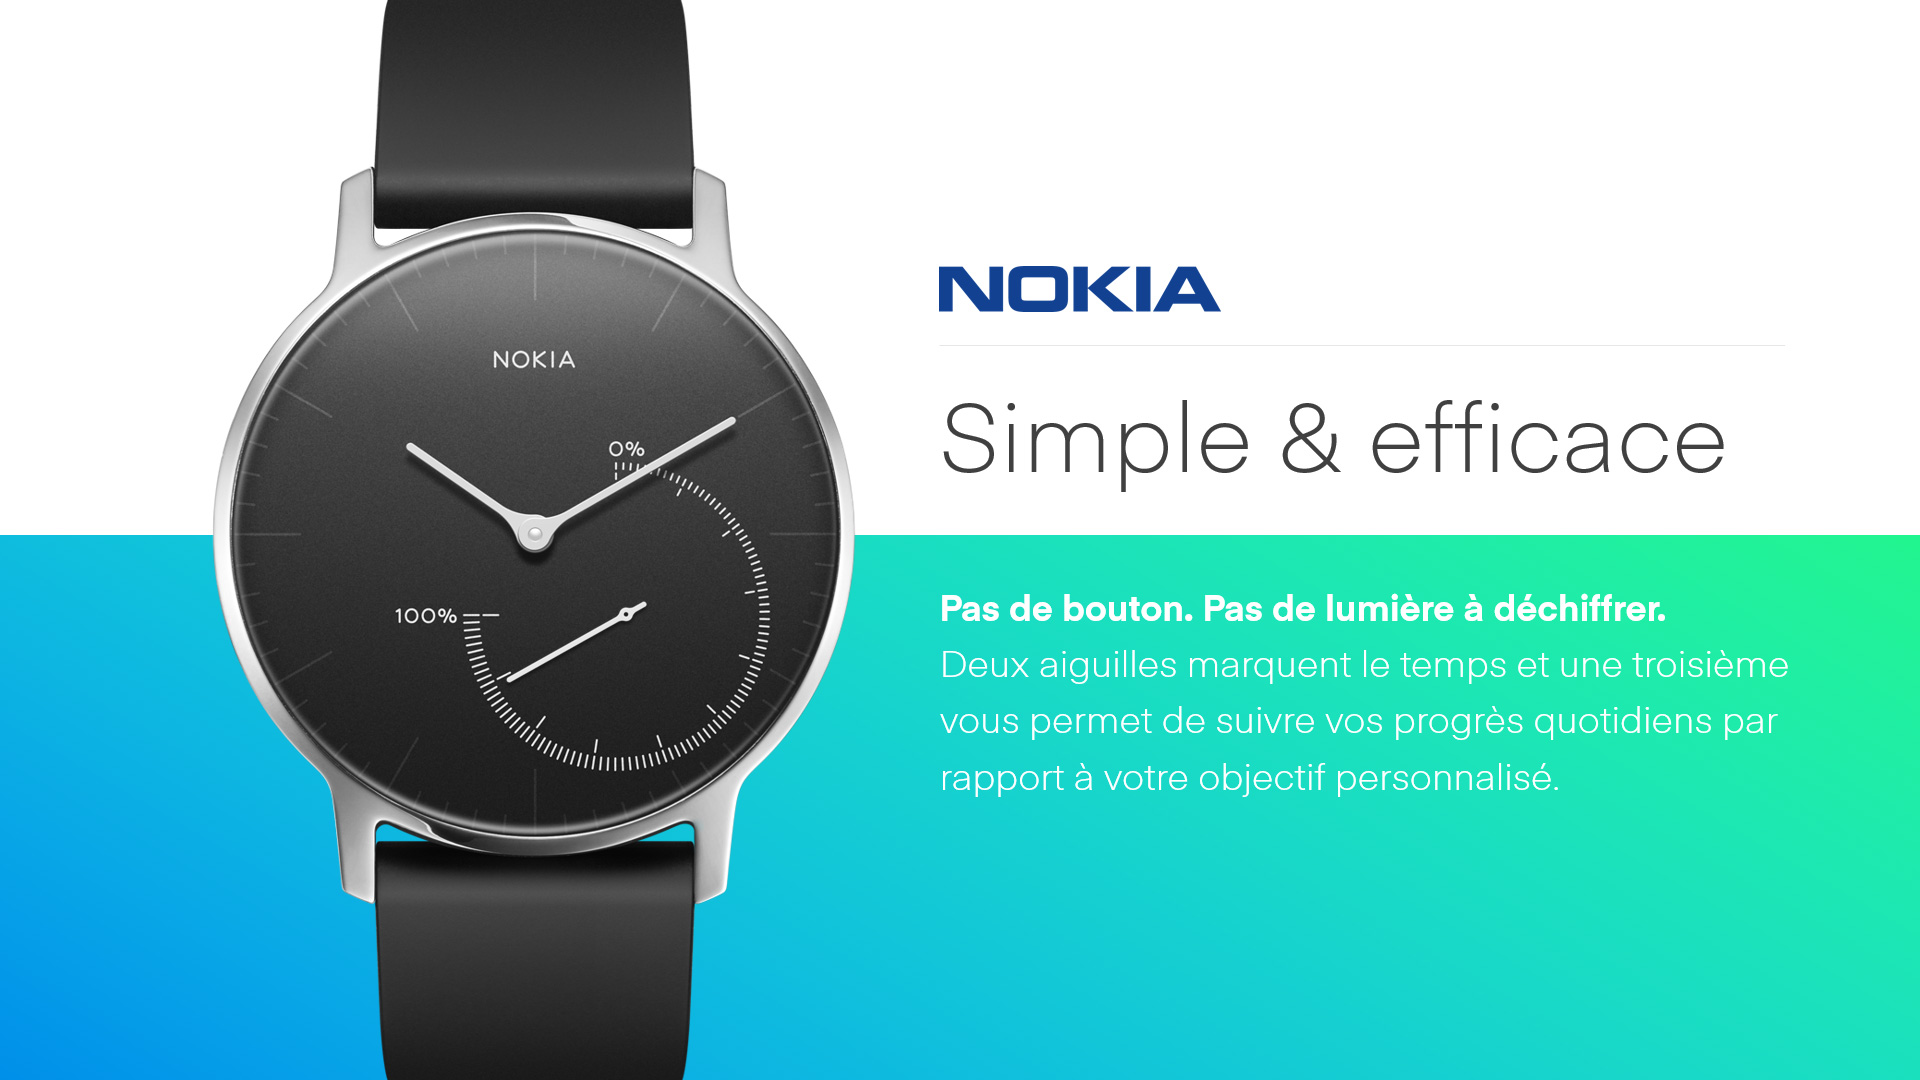 NOKIA
0%
100%
NOKIA
Simple & efficace
Pas de bouton. Pas de lumière à déchiffrer.
Deux aiguilles marquent le temps et une troisième
vous permet de suivre vos progrès quotidiens par
rapport à votre objectif personnalisé.